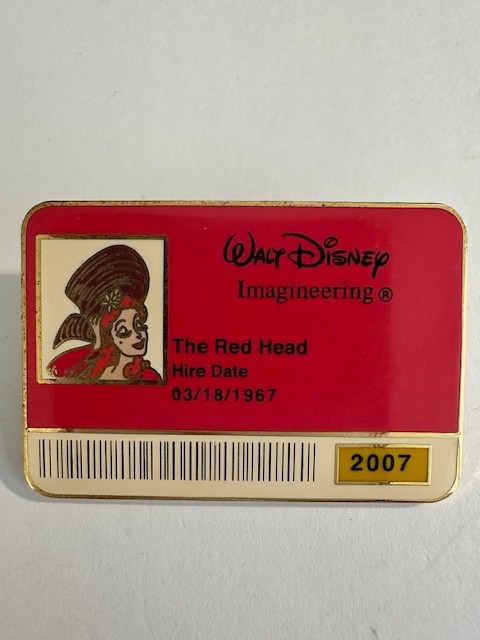 Walt Disney
Imagineering ®
The Red Head
Hire Date
03/18/1967
2007